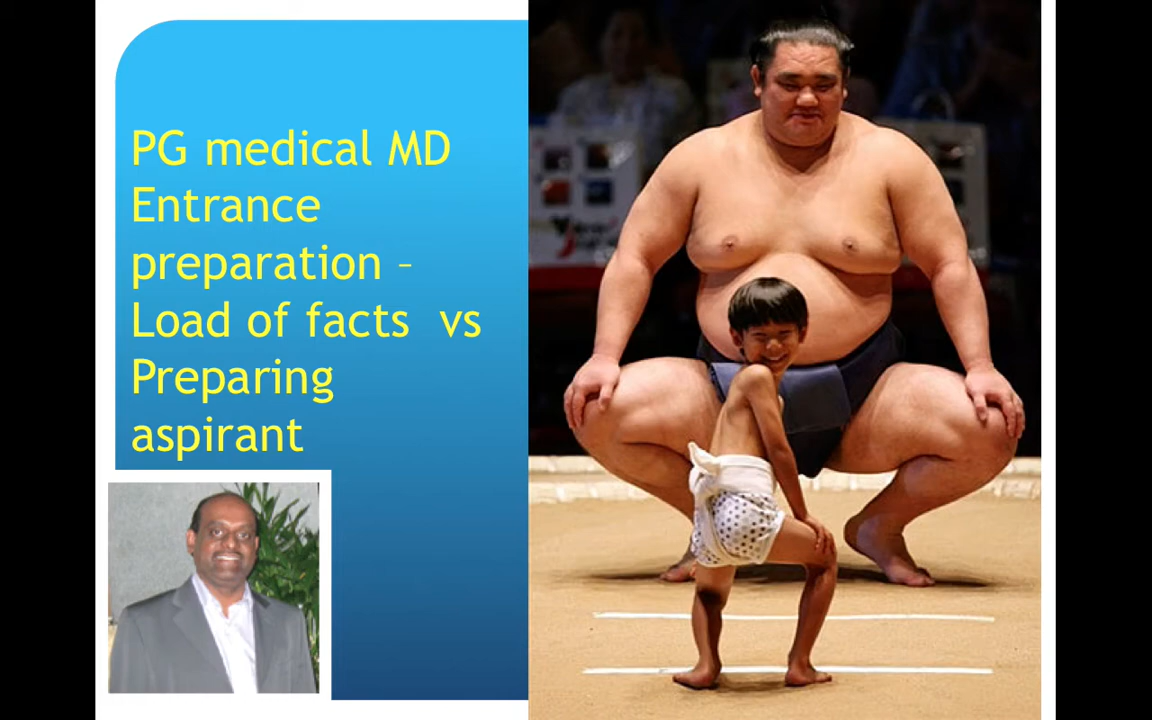 PG medical MD
Entrance
preparation –
Load of facts  vs
Preparing
aspirant